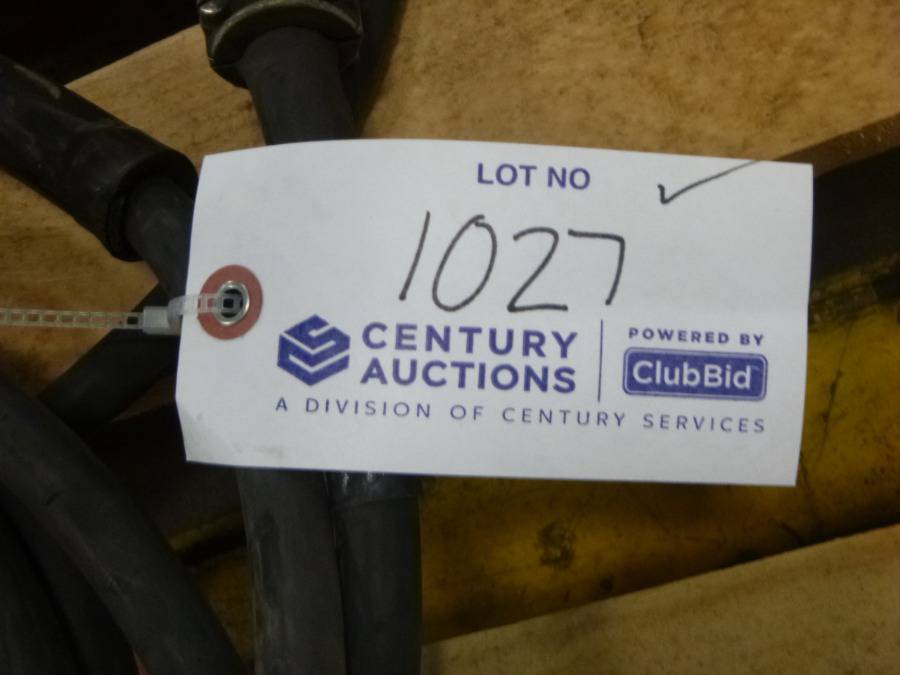 LOT NO
1027
CENTURY
AUCTIONS
POWERED BY
ClubBid
A DIVISION OF CENTURY SERVICES